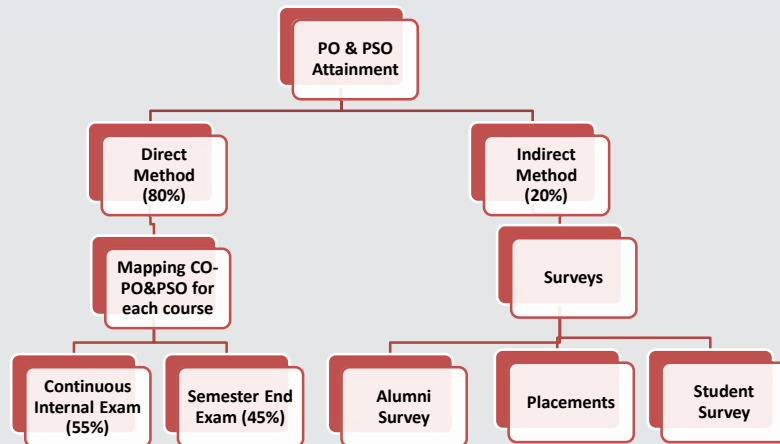 PO & PSO
Attainment
Direct
Method
(80%)
Indirect
Method
(20%)
Mapping CO-
PO&PSO for
each course
Surveys
Continuous
Internal Exam
(55%)
Semester End
Exam (45%)
Alumni
Survey
Placements
Student
Survey